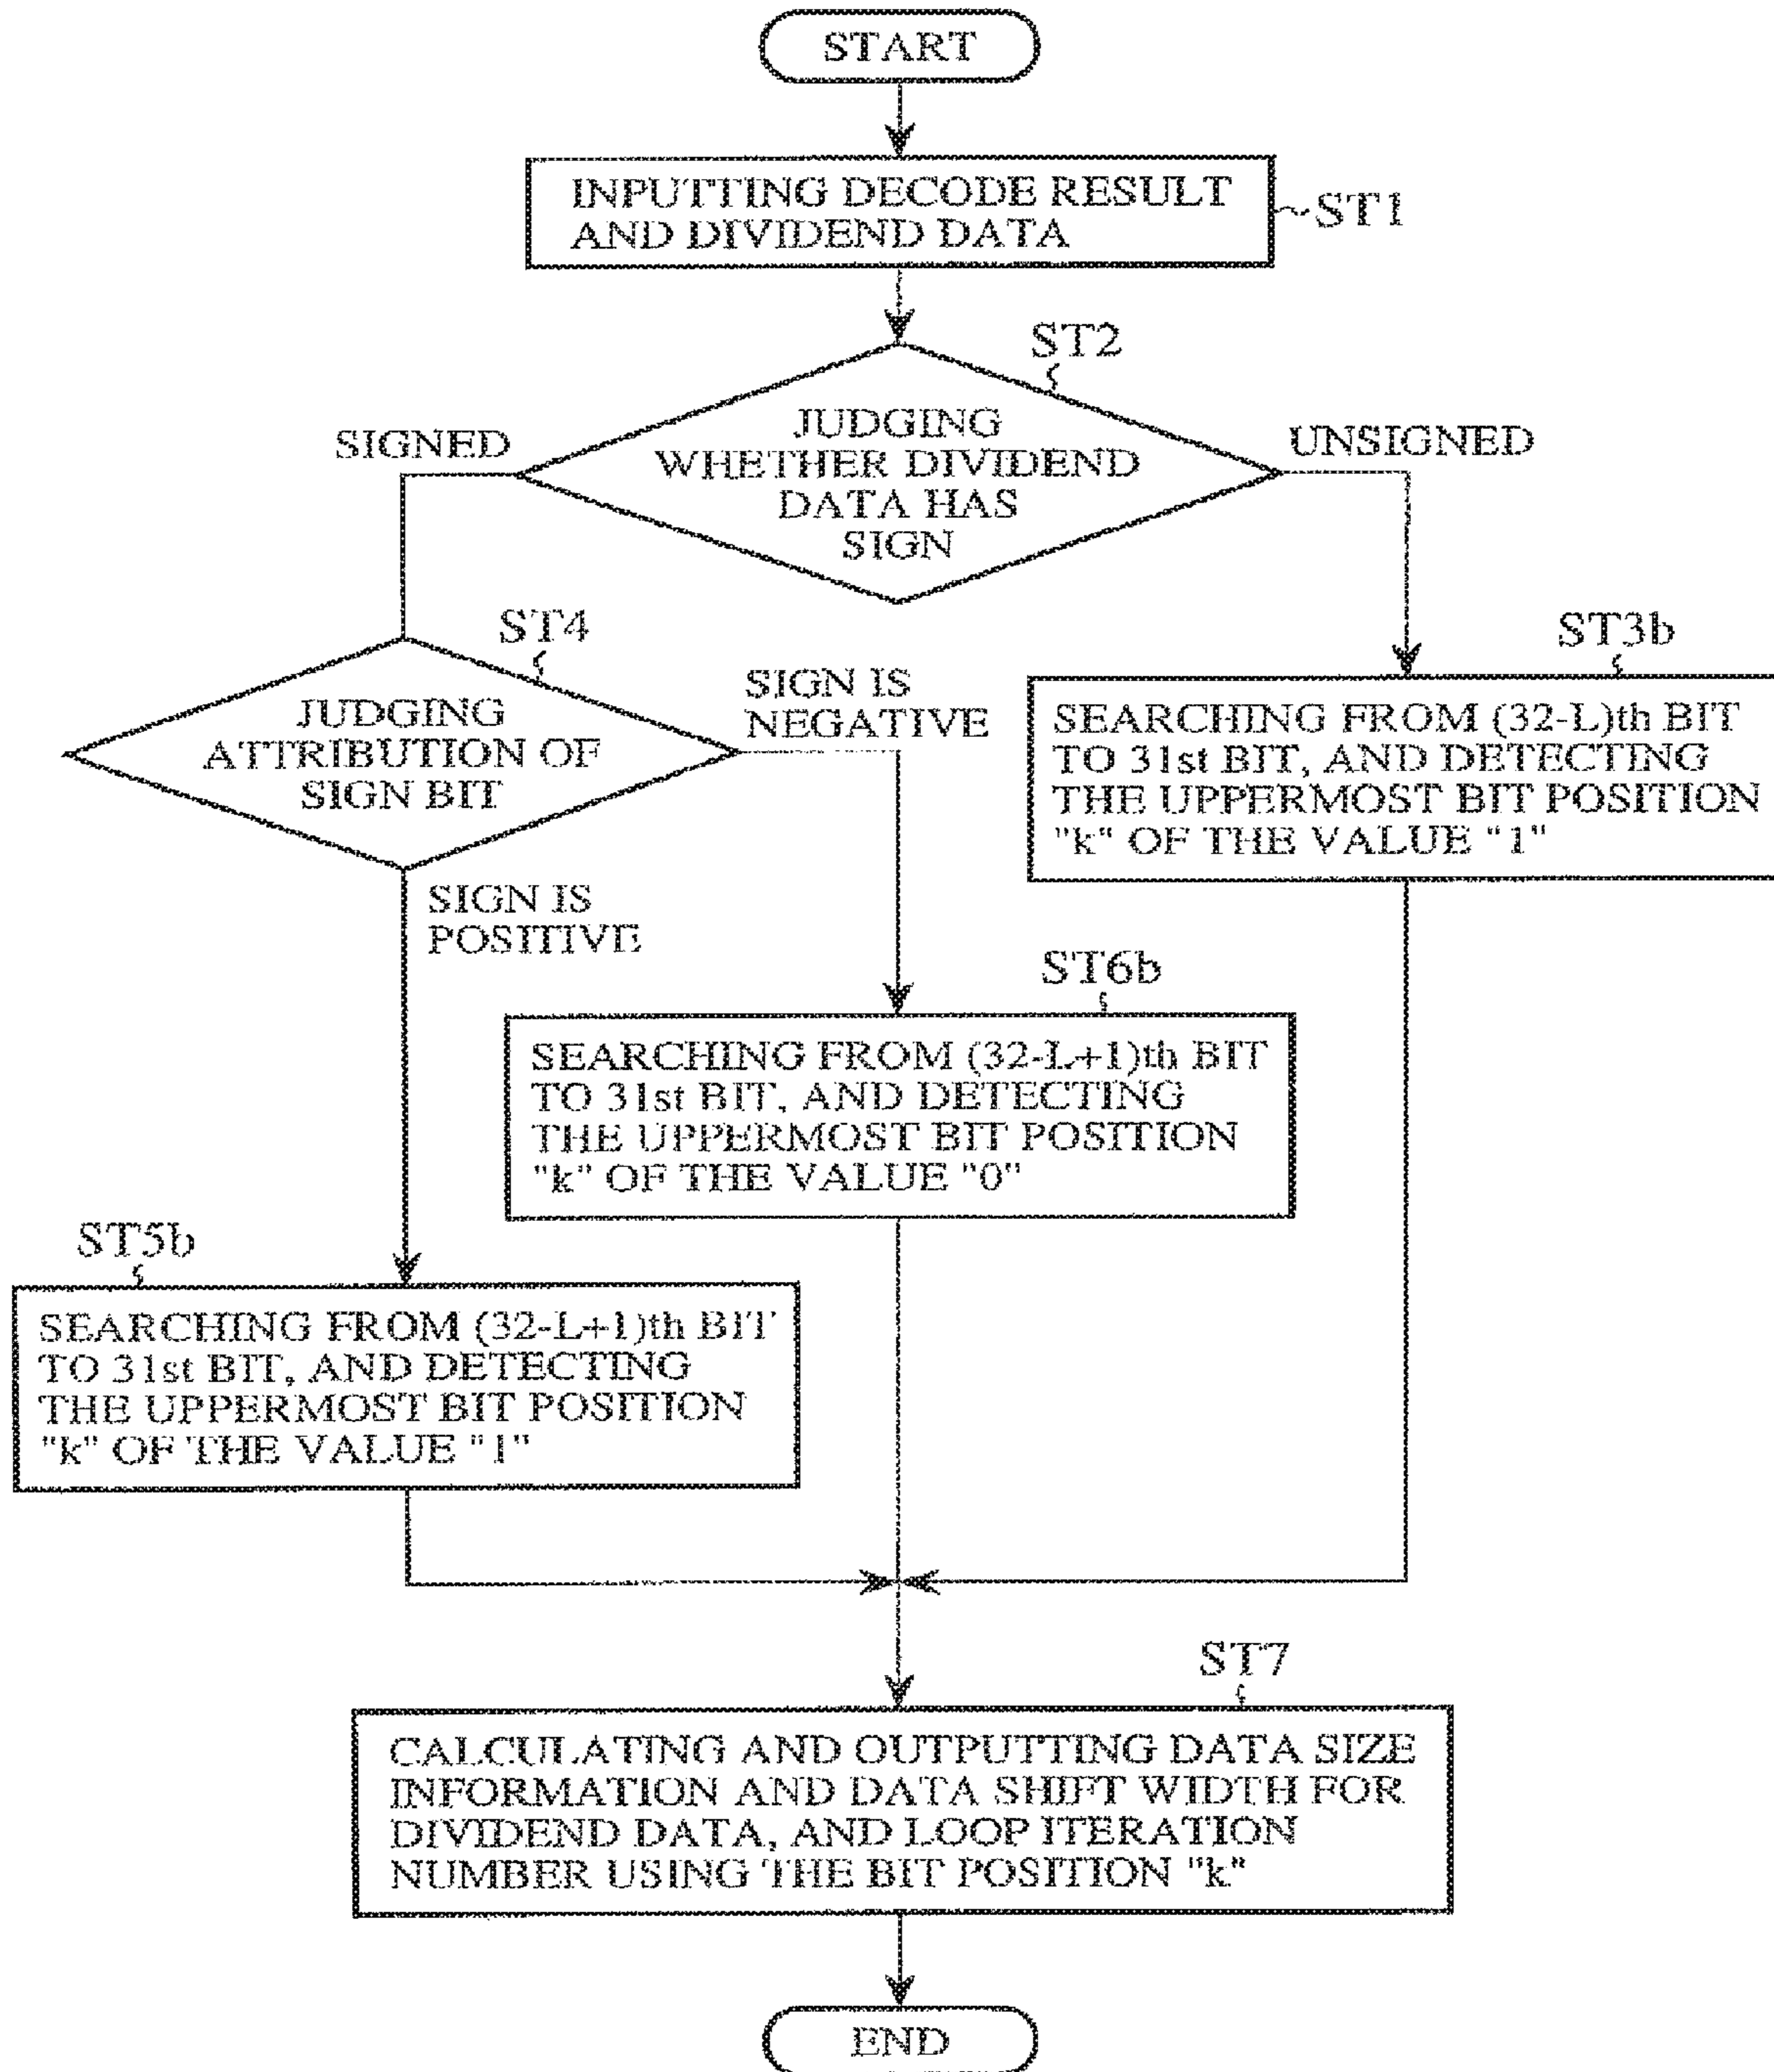 START
INPUTTING DECODE RESULT
AND DIVIDEND DATA
ST1
ST2
JUDGING
WHETHER DIVIDEND
DATA HAS
SIGN
SIGNED
UNSIGNED
ST4
JUDGING
ATTRIBUTION OF
SIGN BIT
SIGN IS
NEGATIVE
SIGN IS
POSITIVE
ST3b
SEARCHING FROM (32-L)th BIT
TO 31st BIT, AND DETECTING
THE UPPERMOST BIT POSITION
"k" OF THE VALUE "1"
ST6b
SEARCHING FROM (32-L+1)th BIT
TO 31st BIT, AND DETECTING
THE UPPERMOST BIT POSITION
"k" OF THE VALUE "0"
ST5b
SEARCHING FROM (32-L+1)th BIT
TO 31st BIT, AND DETECTING
THE UPPERMOST BIT POSITION
"k" OF THE VALUE "1"
ST7
CALCULATING AND OUTPUTTING DATA SIZE
INFORMATION AND DATA SHIFT WIDTH FOR
DIVIDEND DATA, AND LOOP ITERATION
NUMBER USING THE BIT POSITION "k"
END